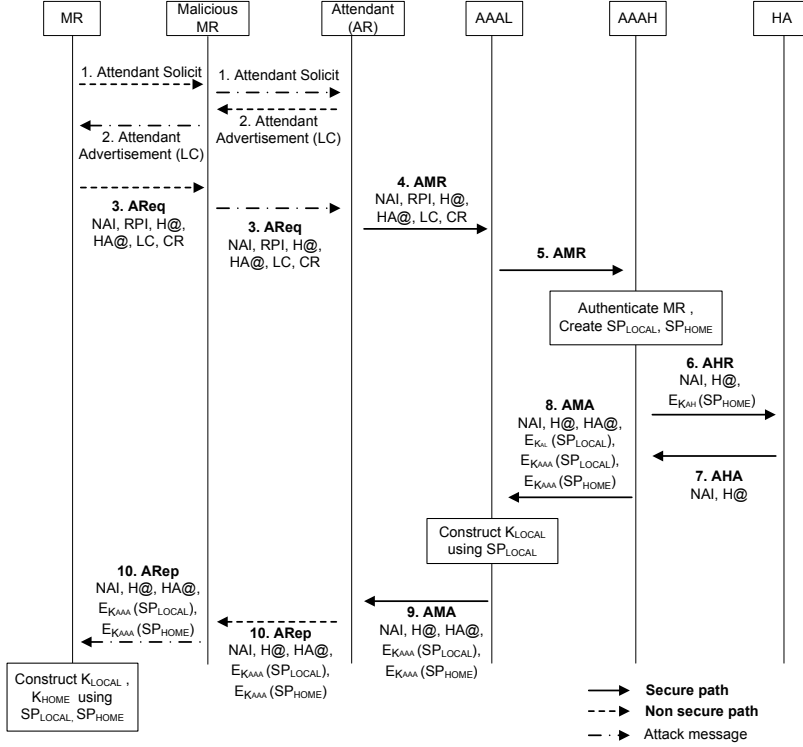 MR
Malicious
MR
Attendant
(AR)
AAAL
AAAH
HA
1. Attendant Solicit
1. Attendant Solicit
2. Attendant
Advertisement (LC)
2. Attendant
Advertisement (LC)
3. AReq
NAI, RPI, H@,
HA@, LC, CR
3. AReq
NAI, RPI, H@,
HA@, LC, CR
4. AMR
NAI, RPI, H@,
HA@, LC, CR
5. AMR
Authenticate MR ,
Create SPLOCAL, SPHOME
6. AHR
NAI, H@,
EKAH (SPHOME)
7. AHA
NAI, H@
8. AMA
NAI, H@, HA@,
EKAL (SPLOCAL),
EKAAA (SPLOCAL),
EKAAA (SPHOME)
Construct KLOCAL
using SPLOCAL
9. AMA
NAI, H@, HA@,
EKAAA (SPLOCAL),
EKAAA (SPHOME)
10. ARep
NAI, H@, HA@,
EKAAA (SPLOCAL),
EKAAA (SPHOME)
10. ARep
NAI, H@, HA@,
EKAAA (SPLOCAL),
EKAAA (SPHOME)
Construct KLOCAL ,
KHOME using
SPLOCAL, SPHOME
Secure path
Non secure path
Attack message